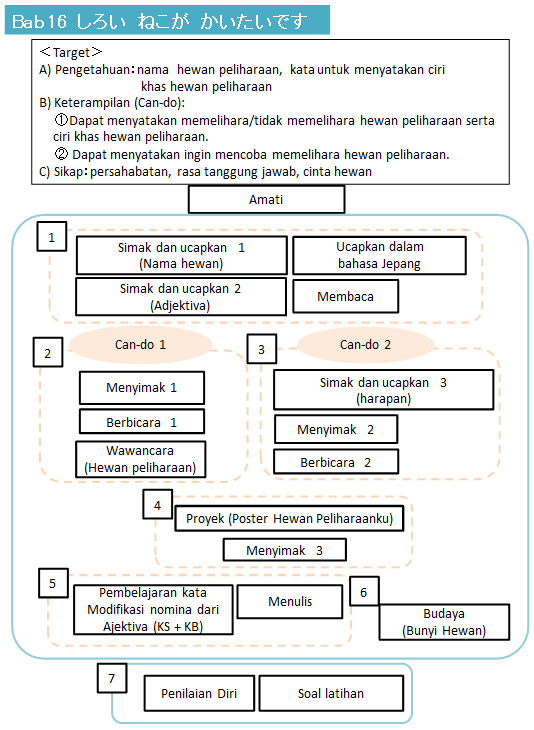 Bab16 しろい ねこが かいたいです
＜Target＞
A) Pengetahuan：nama hewan peliharaan, kata untuk menyatakan ciri
khas hewan peliharaan
B) Keterampilan (Can-do):
①Dapat menyatakan memelihara/tidak memelihara hewan peliharaan serta
ciri khas hewan peliharaan.
② Dapat menyatakan ingin mencoba memelihara hewan peliharaan.
C) Sikap：persahabatan, rasa tanggung jawab, cinta hewan
Amati
1
Simak dan ucapkan 1
(Nama hewan)
Ucapkan dalam
bahasa Jepang
Simak dan ucapkan 2
(Adjektiva)
Membaca
2
Can-do 1
Menyimak 1
Berbicara 1
Wawancara
(Hewan peliharaan)
3
Can-do 2
Simak dan ucapkan 3
(harapan)
Menyimak 2
Berbicara 2
4
Proyek (Poster Hewan Peliharaanku)
Menyimak 3
5
Pembelajaran kata
Modifikasi nomina dari
Ajektiva (KS + KB)
Menulis
6
Budaya
(Bunyi Hewan)
7
Penilaian Diri
Soal latihan